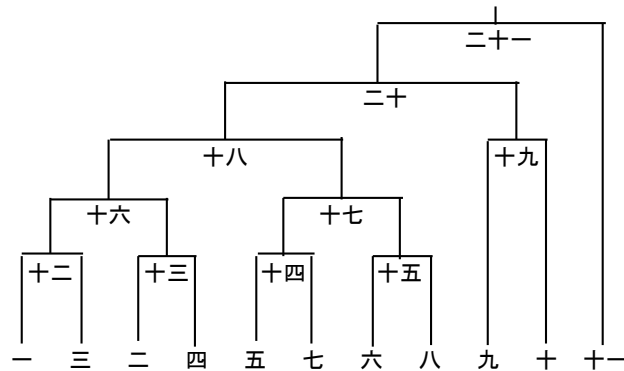 二十一
二十
十八 十九
十六 十七
十二 十三 十四 十五
一 三 二 四 五 七 六 八 九 十 十一